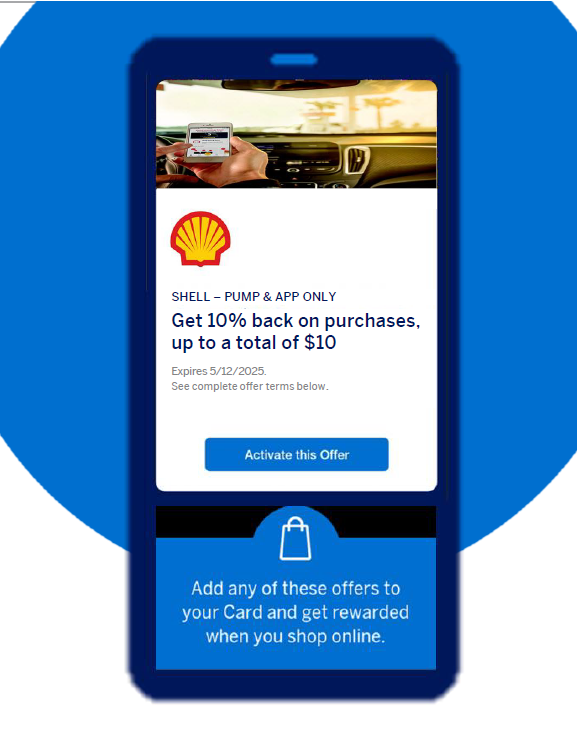 SHELL – PUMP & APP ONLY
Get 10% back on purchases,
up to a total of $10
Expires 5/12/2025.
See complete offer terms below.
Activate this Offer
Add any of these offers to
your Card and get rewarded
when you shop online.